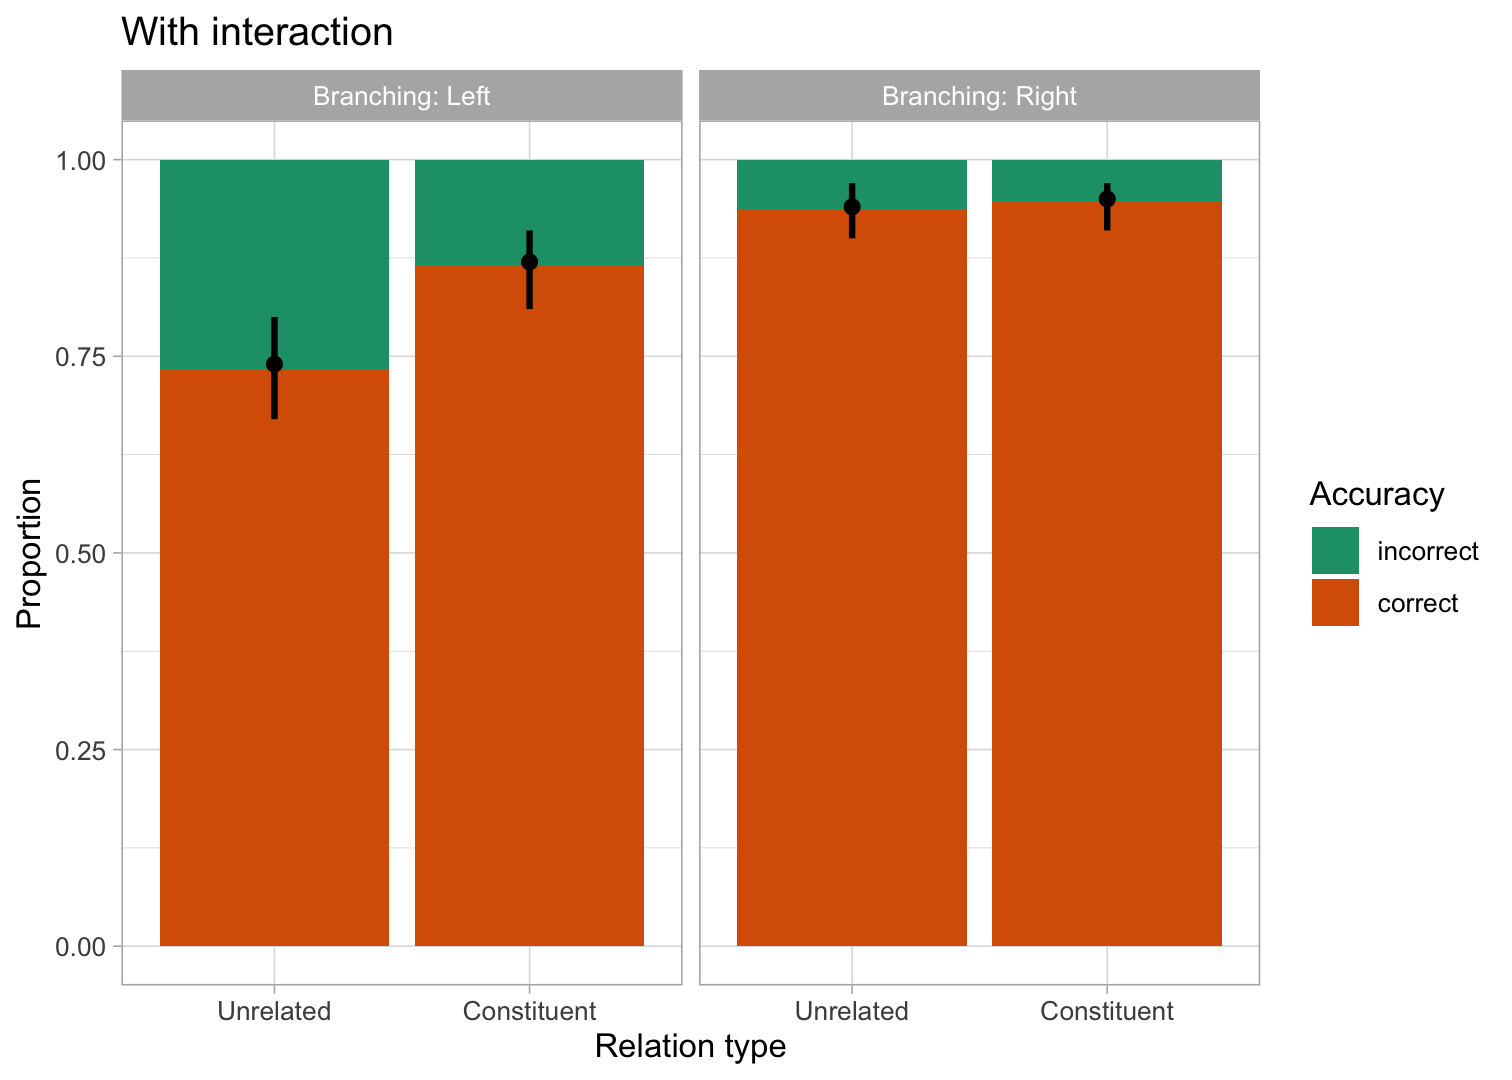 With interaction
Branching: Left
Branching: Right
1.00
0.75
0.50
0.25
0.00
Proportion
Unrelated
Constituent
Unrelated
Constituent
Relation type
Accuracy
incorrect
correct